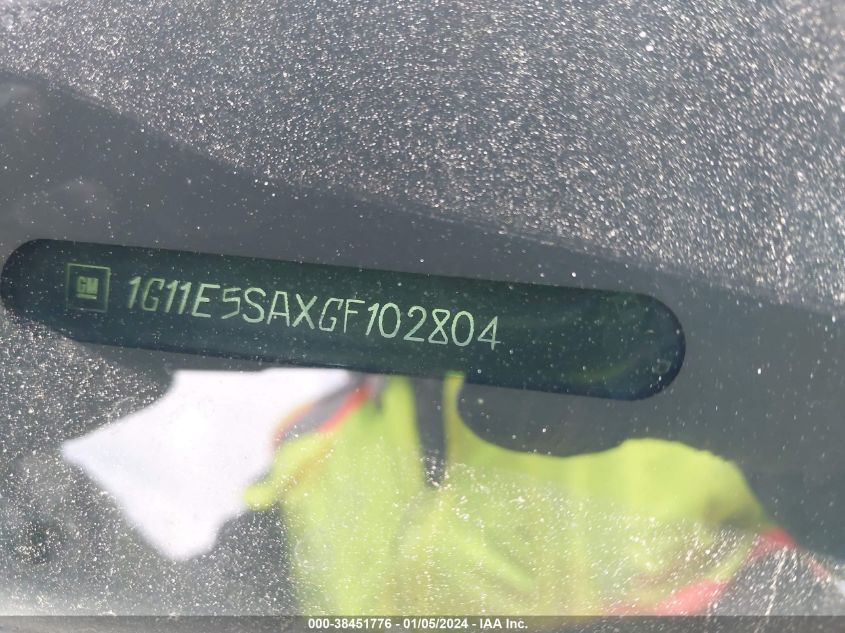 GM 1G11E5SAXGF102804
000-38451776 - 01/05/2024 - IAA Inc.